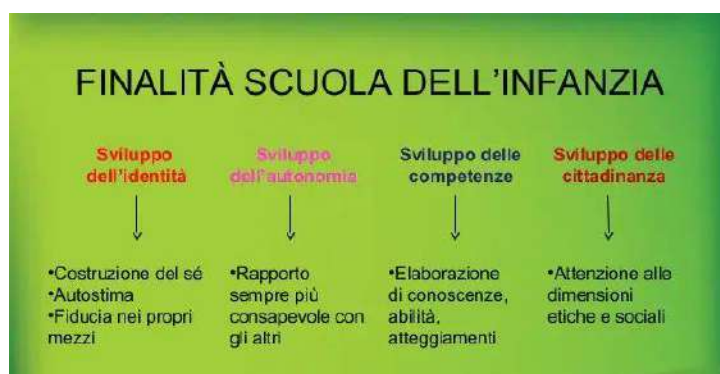 FINALITÀ SCUOLA DELL'INFANZIA
Sviluppo
dell'identità
•Costruzione del sé
•Autostima
•Fiducia nei propri
mezzi
Sviluppo
dell'autonomia
•Rapporto
sempre più
consapevole con
gli altri
Sviluppo delle
competenze
•Elaborazione
di conoscenze,
abilità,
atteggiamenti
Sviluppo delle
cittadinanza
•Attenzione alle
dimensioni
etiche e sociali